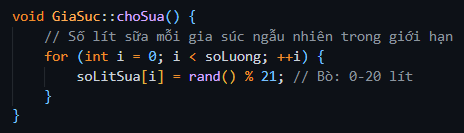 void GiaSuc::choSua() {
    // Số lít sữa mỗi gia súc ngẫu nhiên trong giới hạn
    for (int i = 0; i < soLuong; ++i) {
        soLitSua[i] = rand() % 21; // Bò: 0-20 lít
    }
}